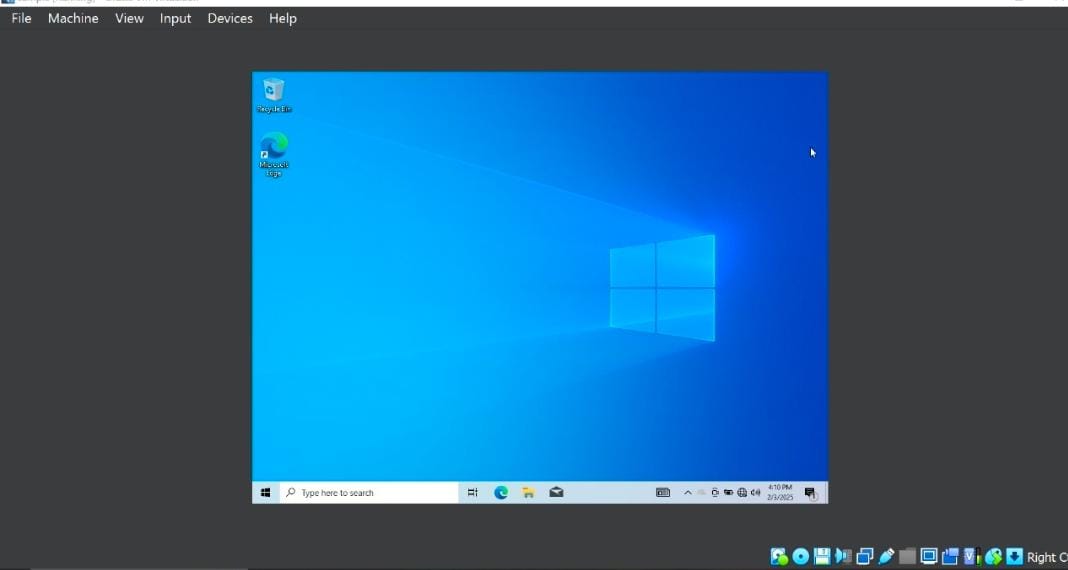 File Machine View Input Devices Help
Recycle Bin
Microsoft
Edge
Type here to search
4:10 PM
2/3/2025
Right